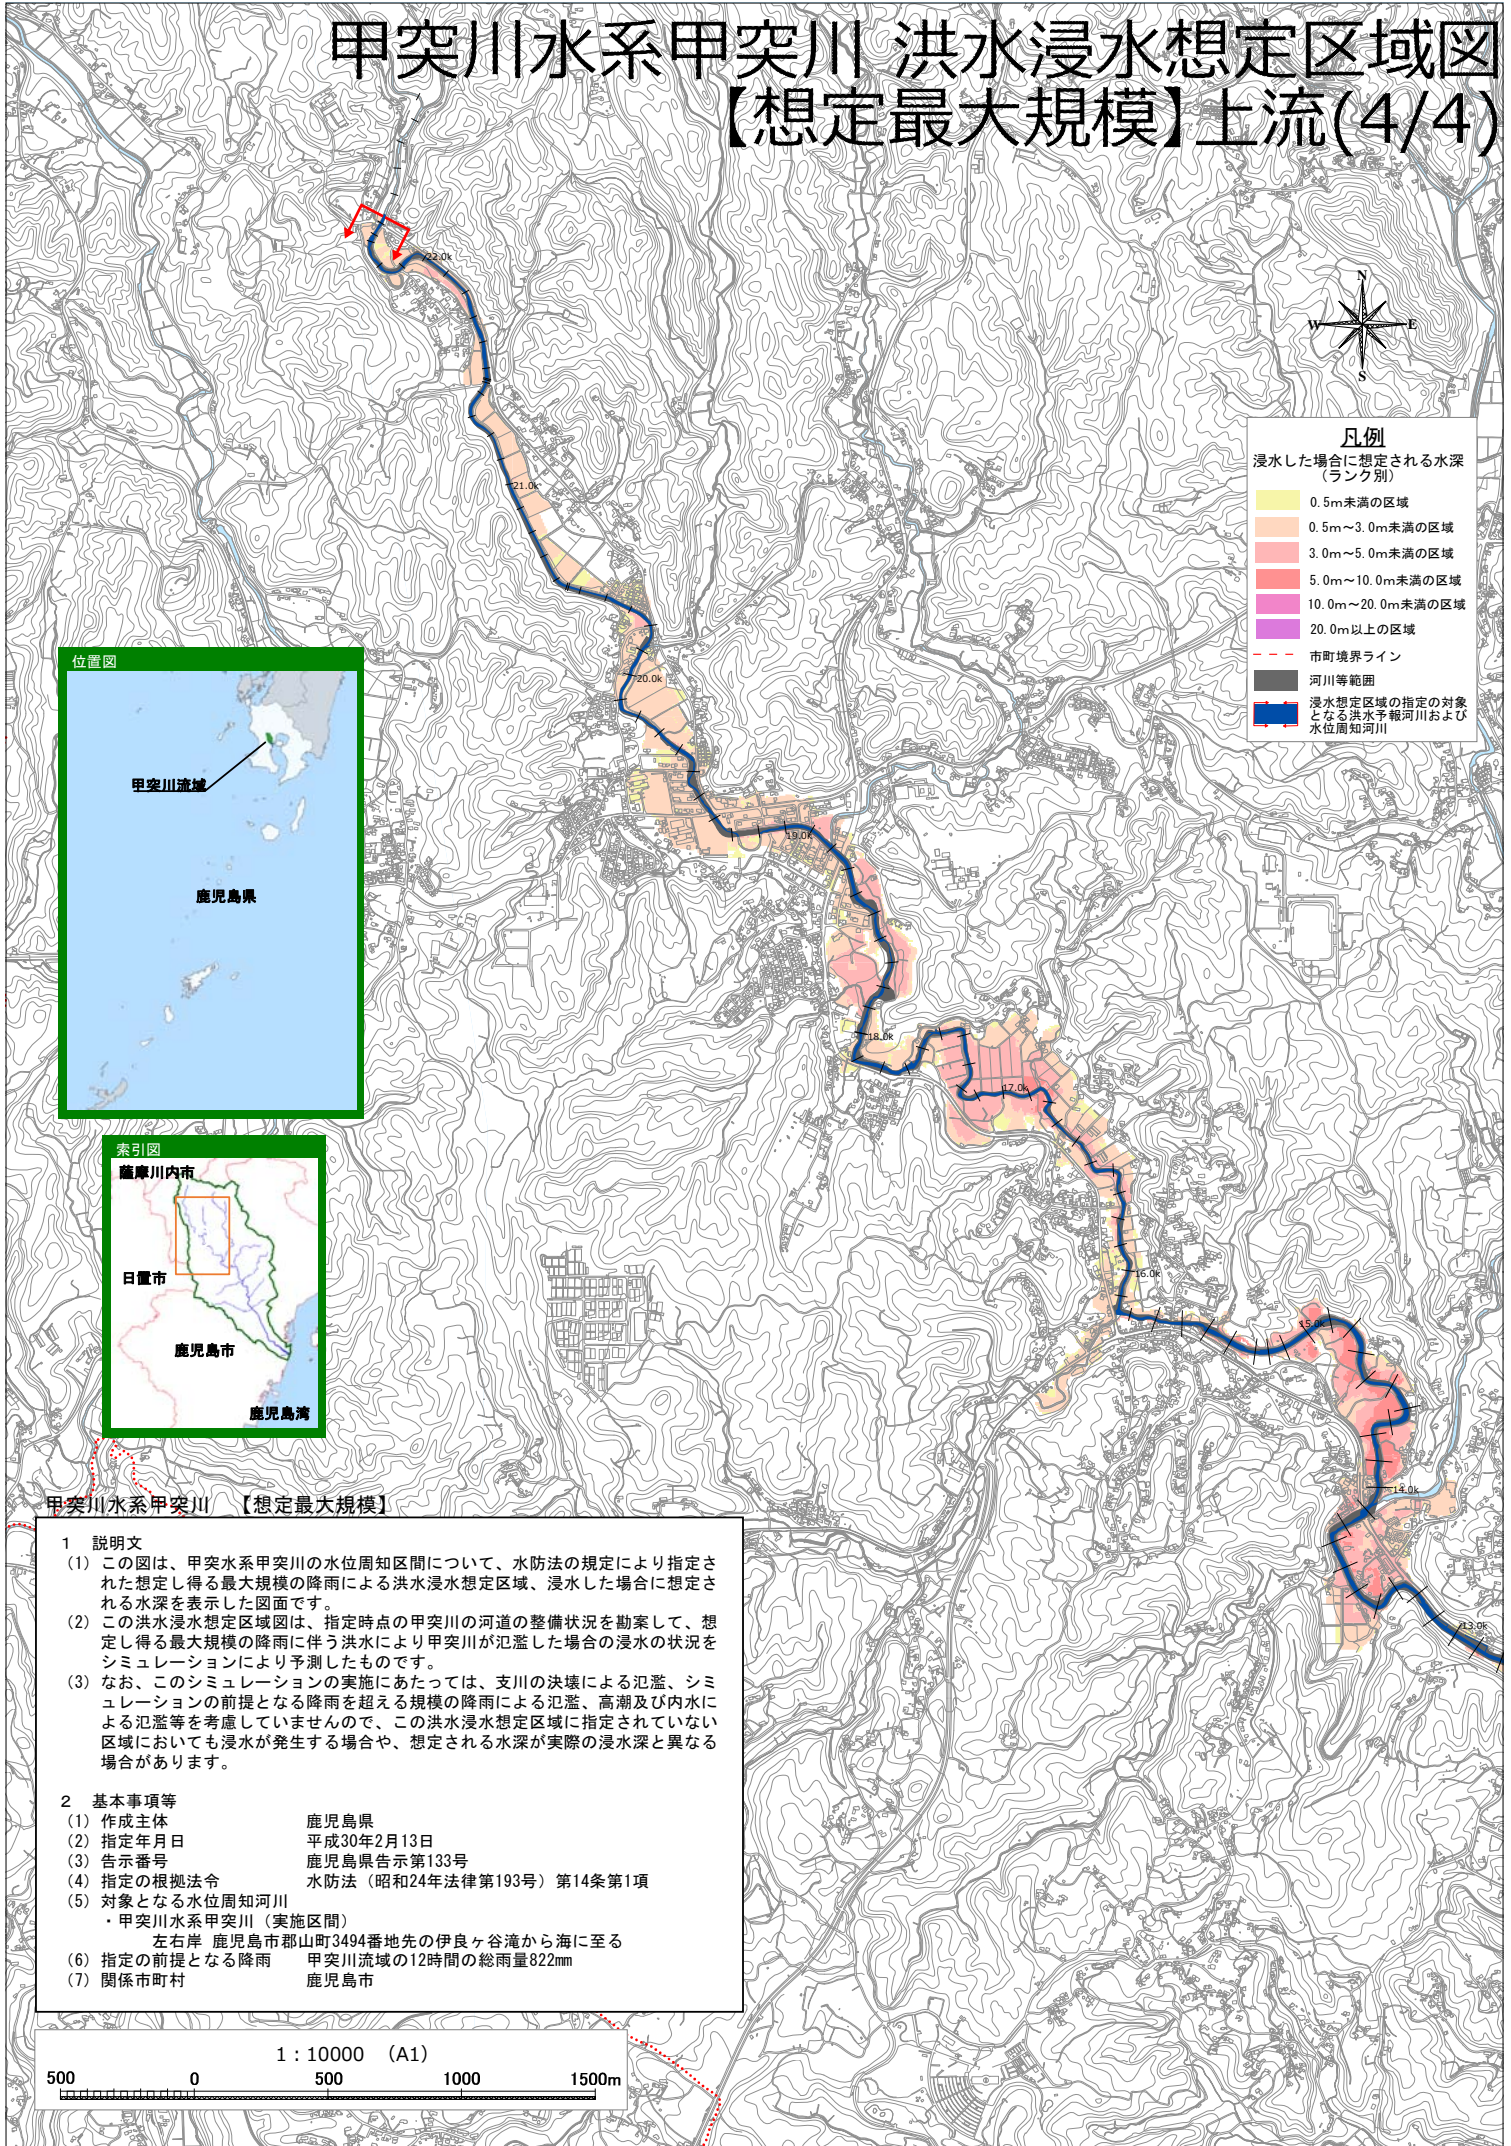 甲突川水系甲突川 洪水浸水想定区域図
【想定最大規模】上流(4/4)
22.0k
N
W
E
S
凡例
浸水した場合に想定される水深
(ランク別)
0.5m未満の区域
0.5m～3.0m未満の区域
3.0m～5.0m未満の区域
5.0m～10.0m未満の区域
10.0m～20.0m未満の区域
20.0m以上の区域
市町境界ライン
河川等範囲
浸水想定区域の指定の対象
となる洪水予報河川および
水位周知河川
21.0k
20.0k
19.0k
18.0k
17.0k
16.0k
15.0k
14.0k
13.0k
位置図
甲突川流域
鹿児島県
索引図
薩摩川内市
日置市
鹿児島市
鹿児島湾
甲突川水系甲突川 【想定最大規模】
1 説明文
(1) この図は、甲突水系甲突川の水位周知区間について、水防法の規定により指定さ
れた想定し得る最大規模の降雨による洪水浸水想定区域、浸水した場合に想定さ
れる水深を表示した図面です。
(2) この洪水浸水想定区域図は、指定時点の甲突川の河道の整備状況を勘案して、想
定し得る最大規模の降雨に伴う洪水により甲突川が氾濫した場合の浸水の状況を
シミュレーションにより予測したものです。
(3) なお、このシミュレーションの実施にあたっては、支川の決壊による氾濫、シミ
ュレーションの前提となる降雨を超える規模の降雨による氾濫、高潮及び内水に
よる氾濫等を考慮していませんので、この洪水浸水想定区域に指定されていない
区域においても浸水が発生する場合や、想定される水深が実際の浸水深と異なる
場合があります。
2 基本事項等
(1) 作成主体 鹿児島県
(2) 指定年月日 平成30年2月13日
(3) 告示番号 鹿児島県告示第133号
(4) 指定の根拠法令 水防法（昭和24年法律第193号）第14条第1項
(5) 対象となる水位周知河川
・甲突川水系甲突川（実施区間）
左右岸 鹿児島市郡山町3494番地先の伊良ヶ谷滝から海に至る
(6) 指定の前提となる降雨 甲突川流域の12時間の総雨量822mm
(7) 関係市町村 鹿児島市
1：10000 （A1）
500 0 500 1000 1500m